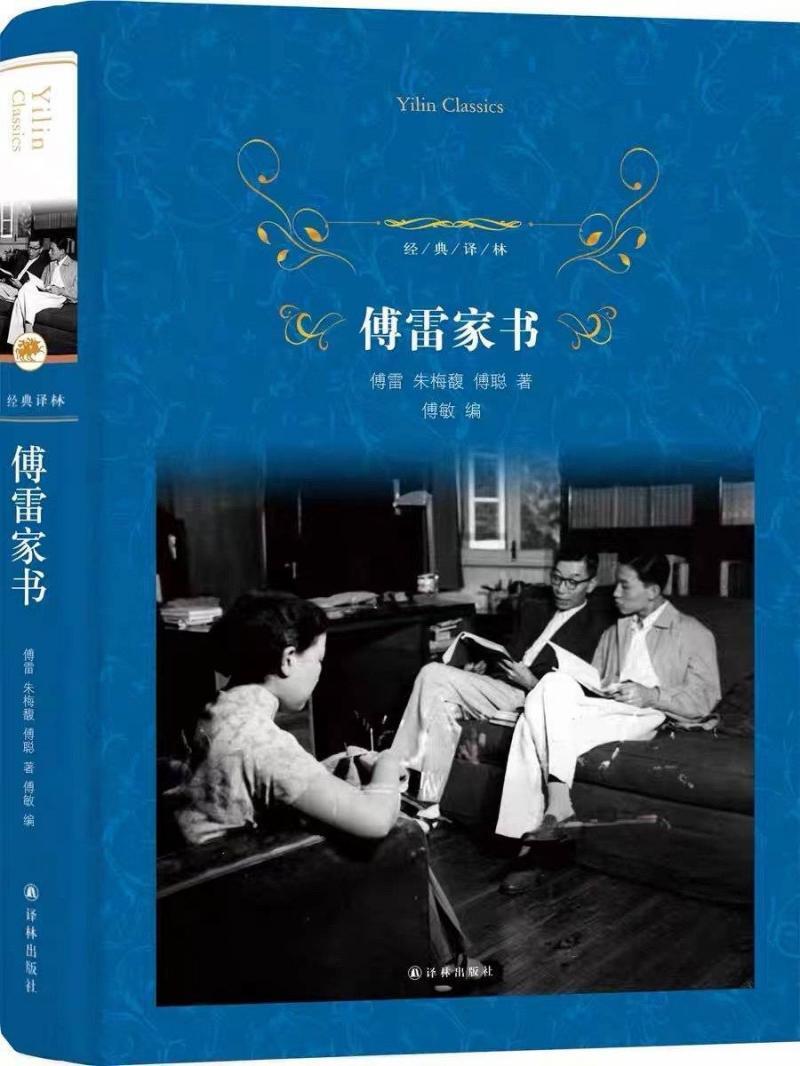 Yilin
Classics
经典译林
傅雷家书
傅雷 朱梅馥 傅聪 著 傅敏 编
译林出版社
Yilin Classics
经/典/译/林
傅雷家书
傅雷 朱梅馥 傅聪 著
傅敏 编
译林出版社